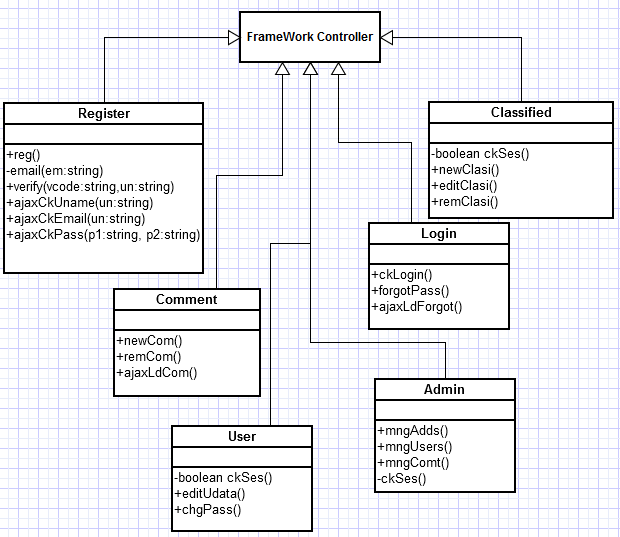 FrameWork Controller
Register
+reg()
-email(em:string)
+verify(vcode:string,un:string)
+ajaxCkUname(un:string)
+ajaxCkEmail(un:string)
+ajaxCkPass(p1:string, p2:string)
Classified
-boolean ckSes()
+newClasi()
+editClasi()
+remClasi()
Login
+ckLogin()
+forgotPass()
+ajaxLdForgot()
Comment
+newCom()
+remCom()
+ajaxLdCom()
User
-boolean ckSes()
+editUdata()
+chgPass()
Admin
+mngAdds()
+mngUsers()
+mngComt()
-ckSes()